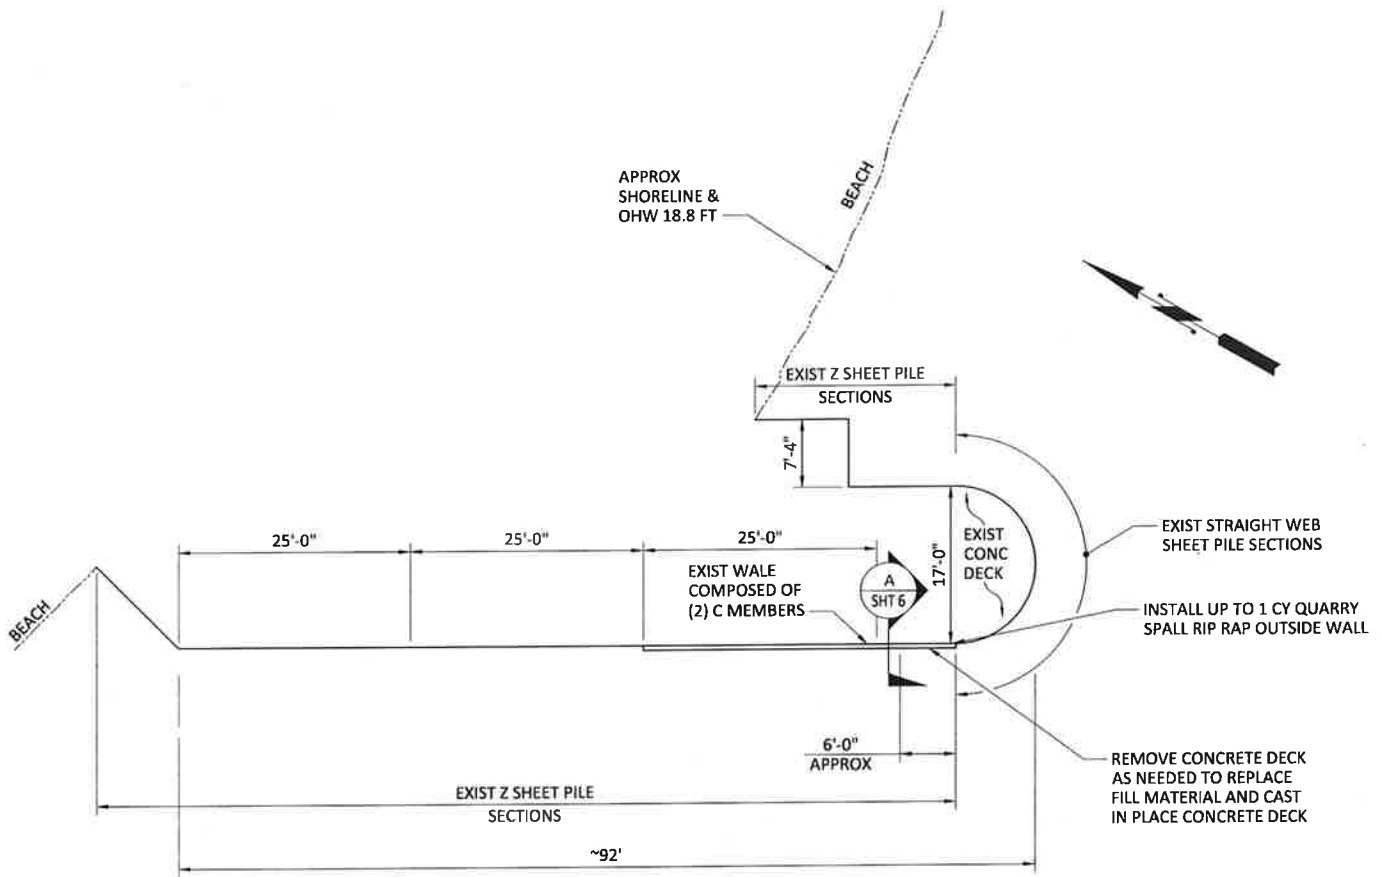 APPROX
SHORELINE &
OHW 18.8 FT
BEACH
EXIST Z SHEET PILE
SECTIONS
7'-4"
EXIST
CONC
DECK
17'-0"
EXIST STRAIGHT WEB
SHEET PILE SECTIONS
25'-0"
25'-0"
25'-0"
EXIST WALE
COMPOSED OF
(2) C MEMBERS
A
SHT 6
INSTALL UP TO 1 CY QUARRY
SPALL RIP RAP OUTSIDE WALL
BEACH
6'-0"
APPROX
REMOVE CONCRETE DECK
AS NEEDED TO REPLACE
FILL MATERIAL AND CAST
IN PLACE CONCRETE DECK
EXIST Z SHEET PILE
SECTIONS
~92'